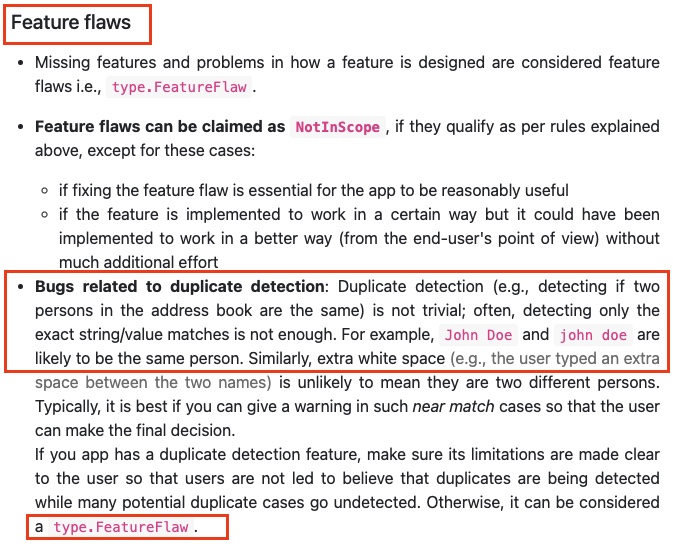 Feature flaws
• Missing features and problems in how a feature is designed are considered feature
flaws i.e., type.FeatureFlaw.
• Feature flaws can be claimed as NotInScope, if they qualify as per rules explained
above, except for these cases:
◦ if fixing the feature flaw is essential for the app to be reasonably useful
◦ if the feature is implemented to work in a certain way but it could have been
implemented to work in a better way (from the end-user's point of view) without
much additional effort
• Bugs related to duplicate detection: Duplicate detection (e.g., detecting if two
persons in the address book are the same) is not trivial; often, detecting only the
exact string/value matches is not enough. For example, John Doe and john doe are
likely to be the same person. Similarly, extra white space (e.g., the user typed an extra
space between the two names) is unlikely to mean they are two different persons.
Typically, it is best if you can give a warning in such near match cases so that the user
can make the final decision.
If you app has a duplicate detection feature, make sure its limitations are made clear
to the user so that users are not led to believe that duplicates are being detected
while many potential duplicate cases go undetected. Otherwise, it can be considered
a type.FeatureFlaw.